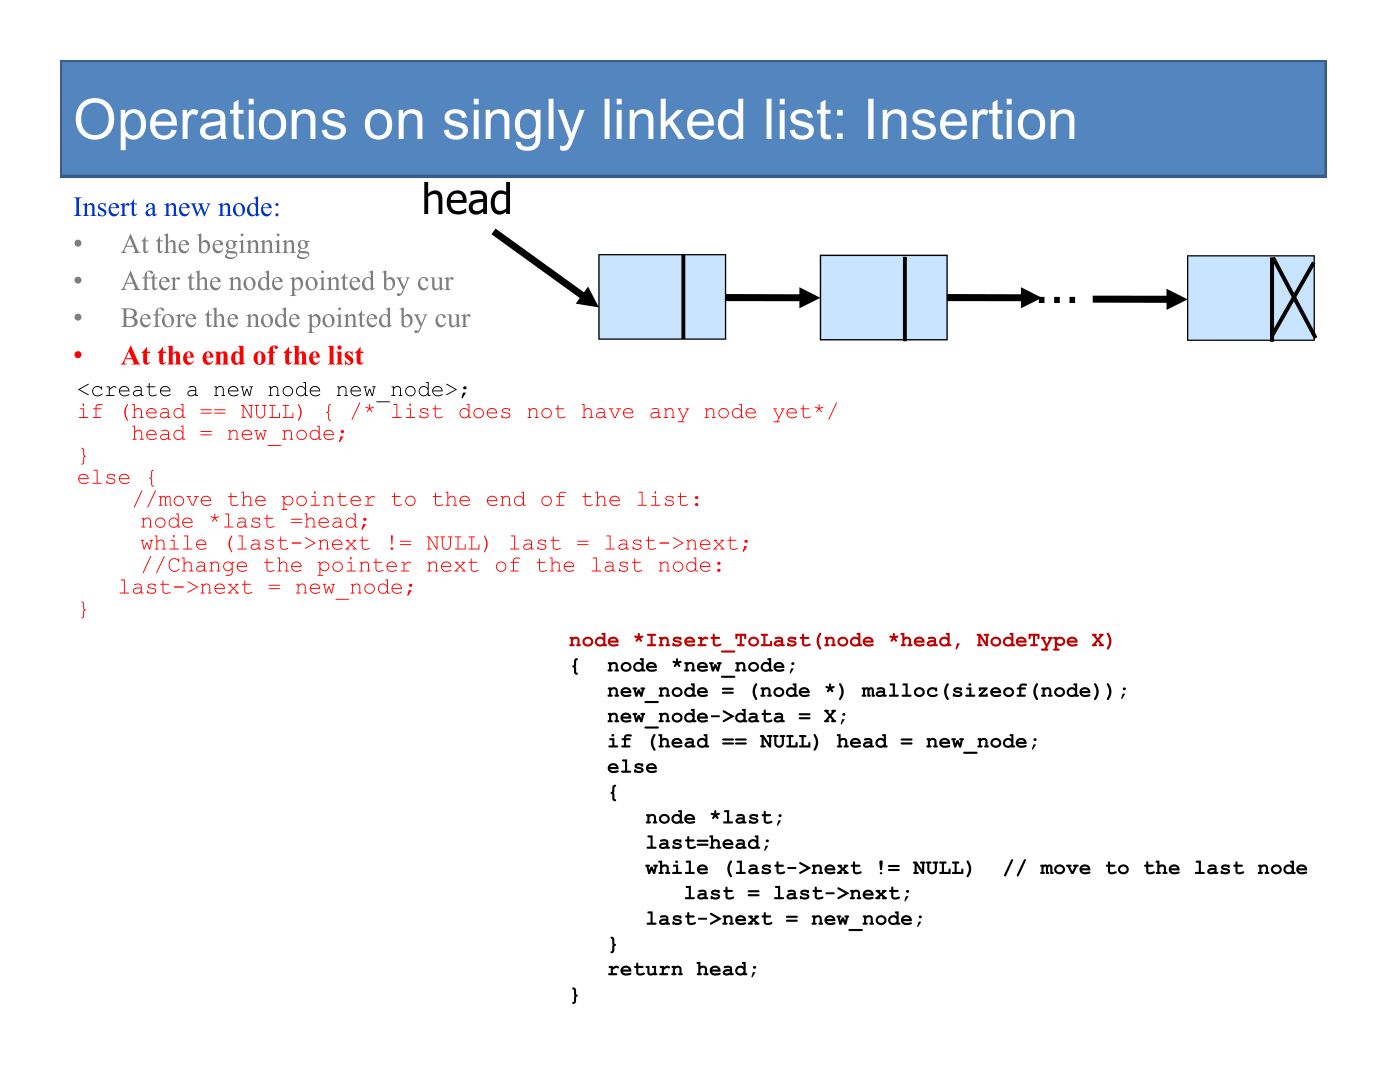 Operations on singly linked list: Insertion
Insert a new node:
• At the beginning
• After the node pointed by cur
• Before the node pointed by cur
• At the end of the list
head
...
<create a new node new_node>;
if (head == NULL) { /* list does not have any node yet*/
head = new_node;
}
else {
//move the pointer to the end of the list:
node *last =head;
while (last->next != NULL) last = last->next;
//Change the pointer next of the last node:
last->next = new_node;
}
node *Insert_ToLast(node *head, NodeType X)
{ node *new_node;
new_node = (node *) malloc(sizeof(node));
new_node->data = X;
if (head == NULL) head = new_node;
else
{
node *last;
last=head;
while (last->next != NULL) // move to the last node
last = last->next;
last->next = new_node;
}
return head;
}